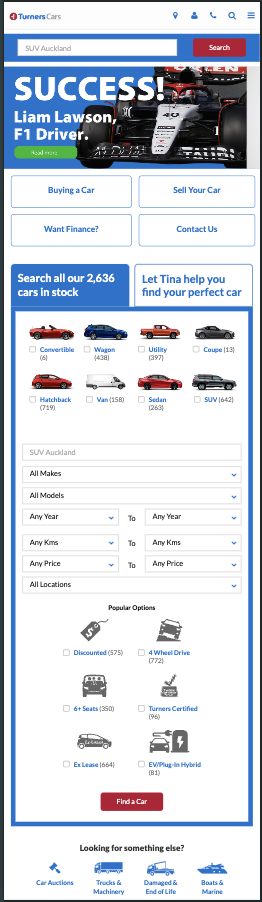 Turners Cars
SUV Auckland
Search
SUCCESS!
Liam Lawson,
F1 Driver.
Read more
40
Buying a Car
Sell Your Car
Want Finance?
Contact Us
Search all our 2,636
cars in stock
Let Tina help you
find your perfect car
Convertible
(6)
Wagon
(438)
Utility
(397)
Coupe (13)
Hatchback
(719)
Van (158)
Sedan
(263)
SUV (642)
SUV Auckland
All Makes
All Models
Any Year To Any Year
Any Kms To Any Kms
Any Price To Any Price
All Locations
Popular Options
Discounted (575)
4 Wheel Drive
(772)
6+ Seats (350)
Turners Certified
(96)
Ex-Lease
Ex Lease (664)
EV/Plug-In Hybrid
(81)
Find a Car
Looking for something else?
Car Auctions
Trucks &
Machinery
Damaged &
End of Life
Boats &
Marine